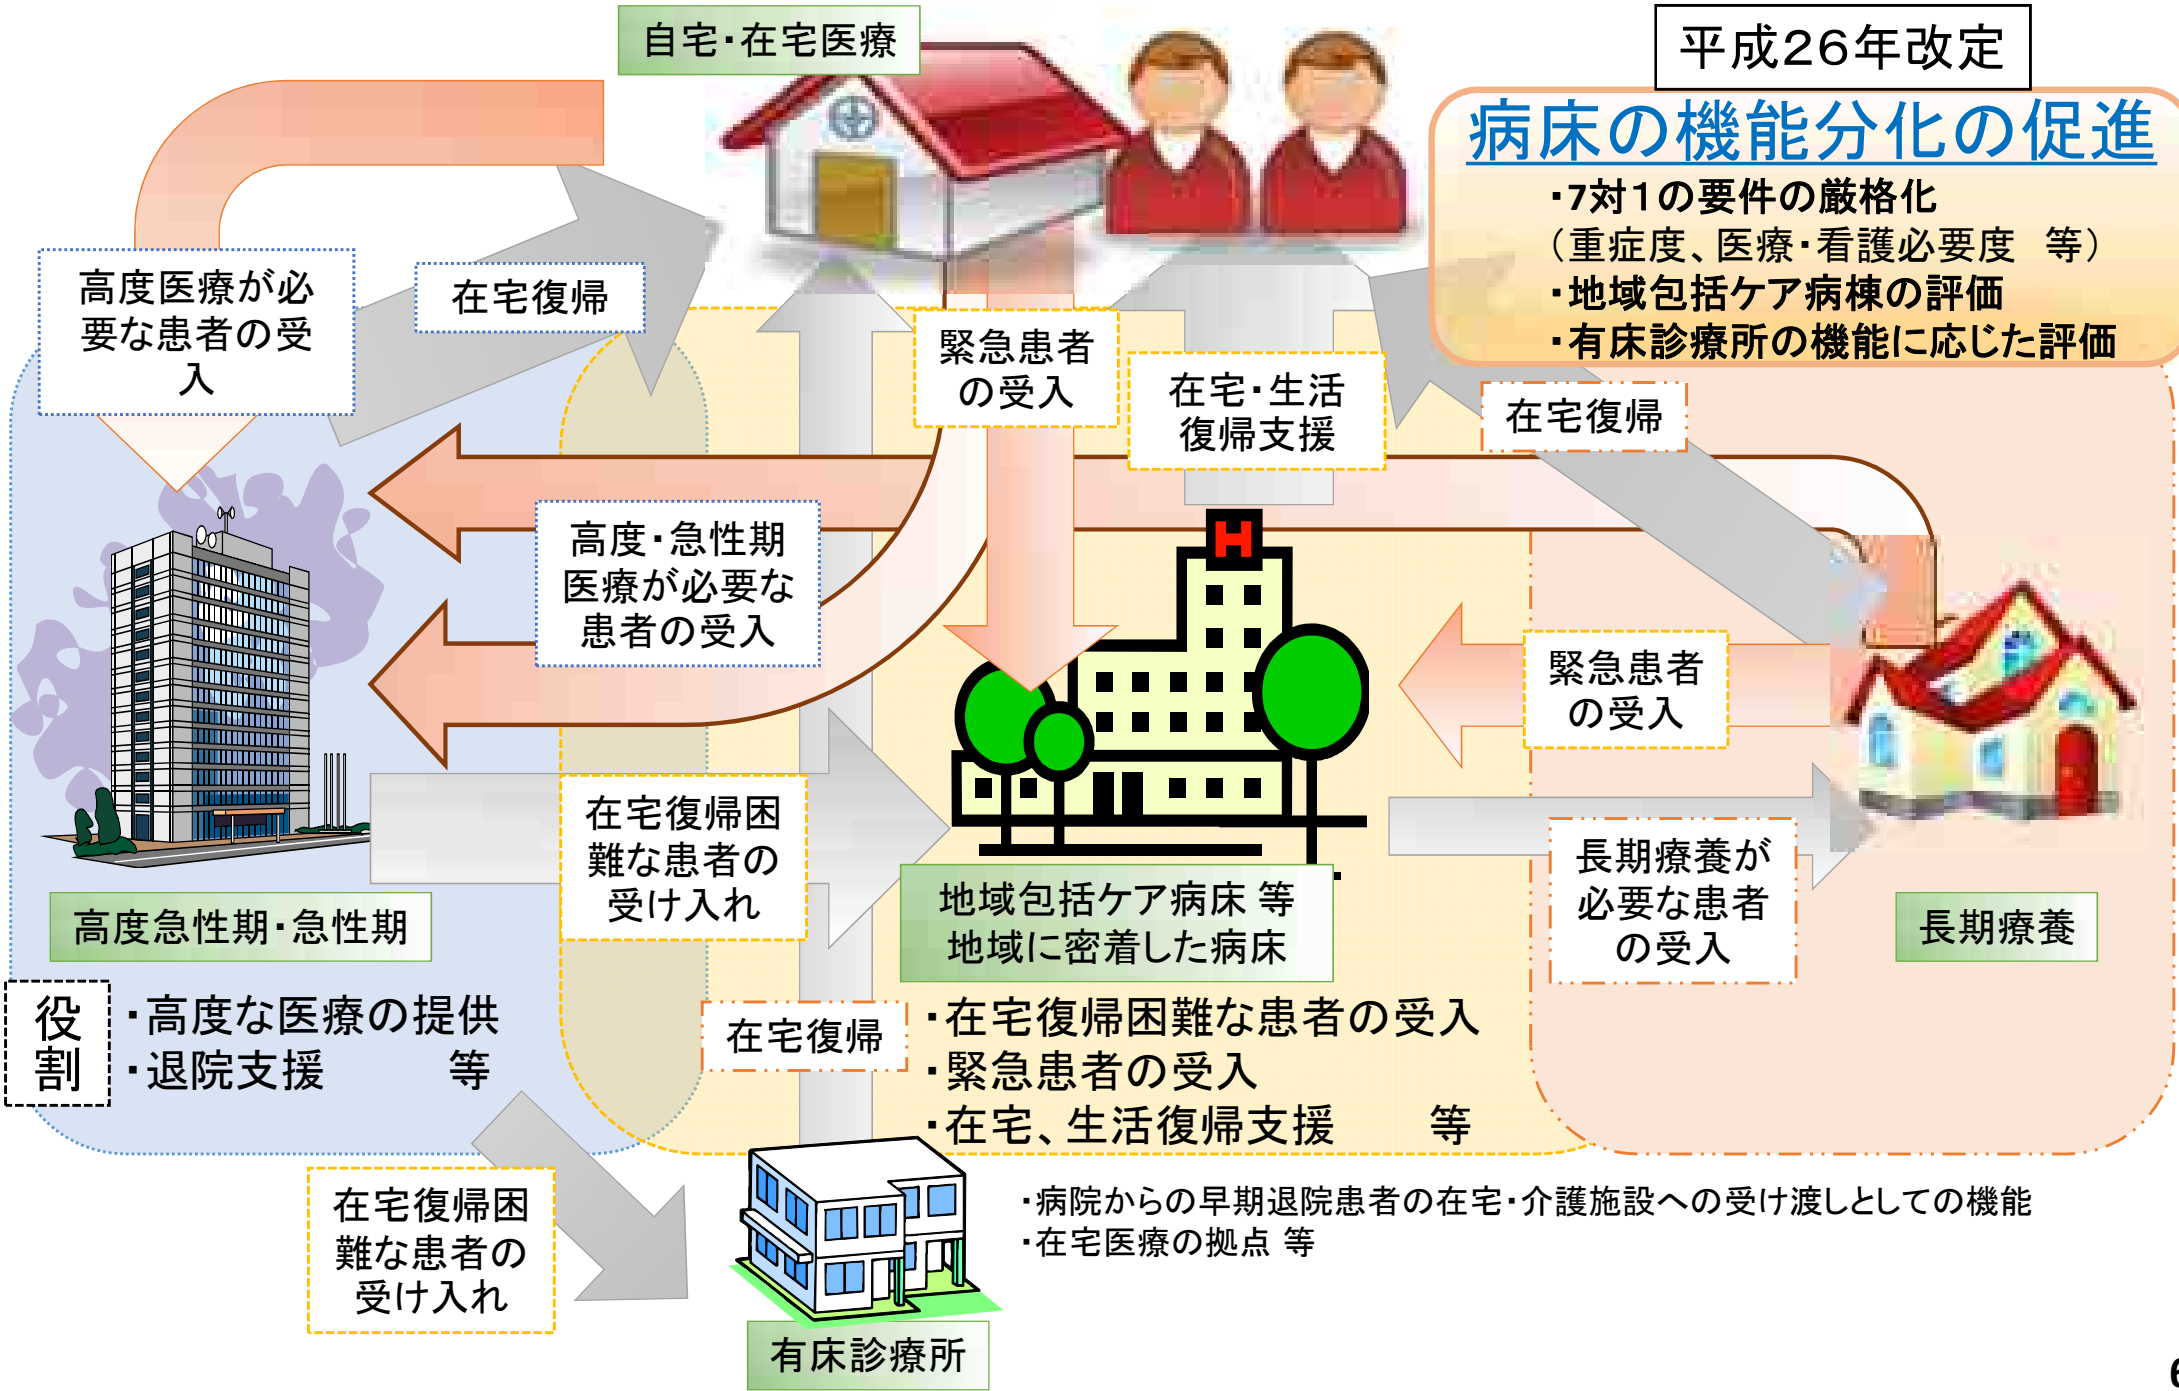 自宅・在宅医療
平成26年改定
病床の機能分化の促進
・7対1の要件の厳格化
（重症度、医療・看護必要度　等）
・地域包括ケア病棟の評価
・有床診療所の機能に応じた評価
高度医療が必
要な患者の受
入
在宅復帰
緊急患者
の受入
在宅・生活
復帰支援
在宅復帰
高度・急性期
医療が必要な
患者の受入
H
緊急患者
の受入
在宅復帰困
難な患者の
受け入れ
長期療養が
必要な患者
の受入
高度急性期・急性期
地域包括ケア病床 等
地域に密着した病床
長期療養
役
割
・高度な医療の提供
・退院支援　　　等
在宅復帰
・在宅復帰困難な患者の受入
・緊急患者の受入
・在宅、生活復帰支援　　等
在宅復帰困
難な患者の
受け入れ
・病院からの早期退院患者の在宅・介護施設への受け渡しとしての機能
・在宅医療の拠点 等
有床診療所